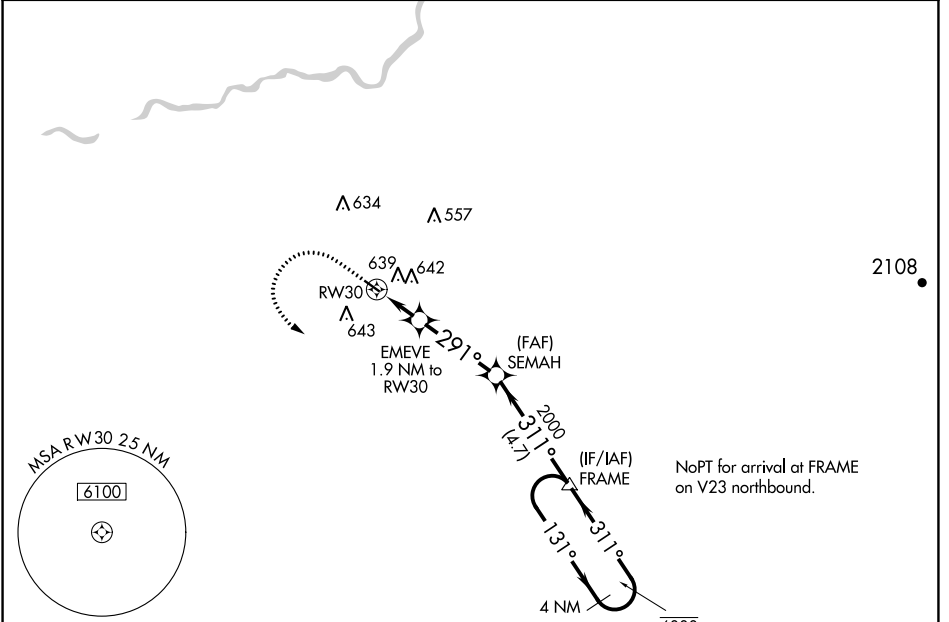 634
557
2108
639
642
RW30
643
EMEVE
1.9 NM to
RW30
291°
(FAF)
SEMAH
2000
311°
(4.7)
(IF/IAF)
FRAME
NoPT for arrival at FRAME
on V23 northbound.
MSA RW30 25 NM
6100
131°
311°
4 NM